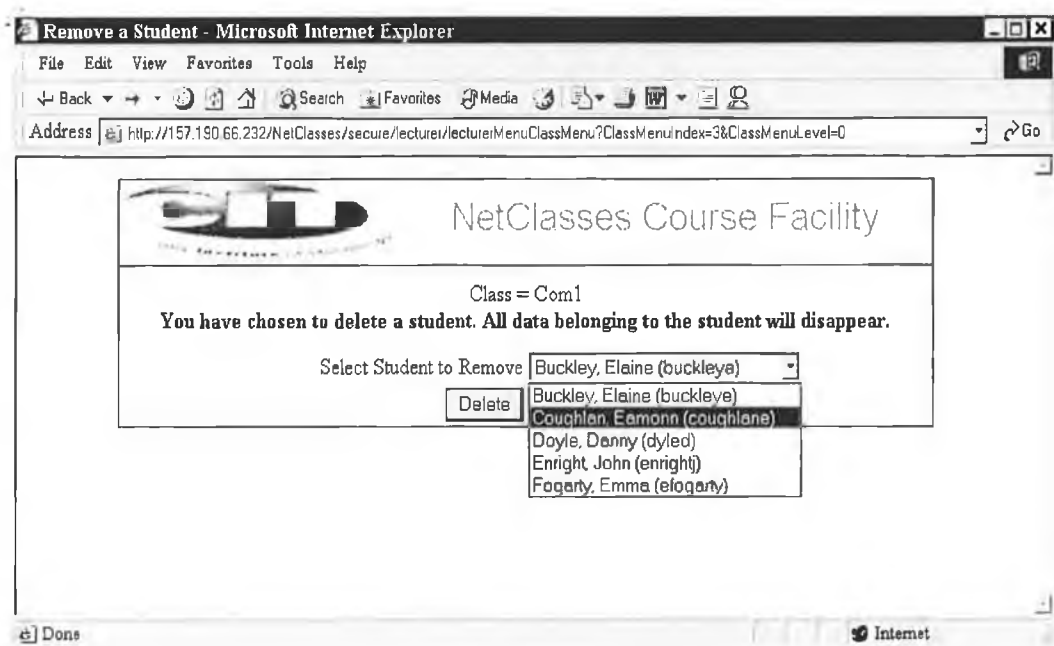 Remove a Student - Microsoft Internet Explorer
File Edit View Favorites Tools Help
Back Search Favorites Media
Address http://157.190.66.232/NetClasses/secure/lecturer/lecturerMenuClassMenu?ClassMenuIndex=3&ClassMenuLevel=0 Go
NetClasses Course Facility
Class = Com1
You have chosen to delete a student. All data belonging to the student will disappear.
Select Student to Remove Buckley, Elaine (buckleye)
Delete
Buckley, Elaine (buckleye)
Coughlan, Eamonn (coughlane)
Doyle, Danny (dyled)
Enright, John (enrightj)
Fogarty, Emma (efogarty)
Done Internet